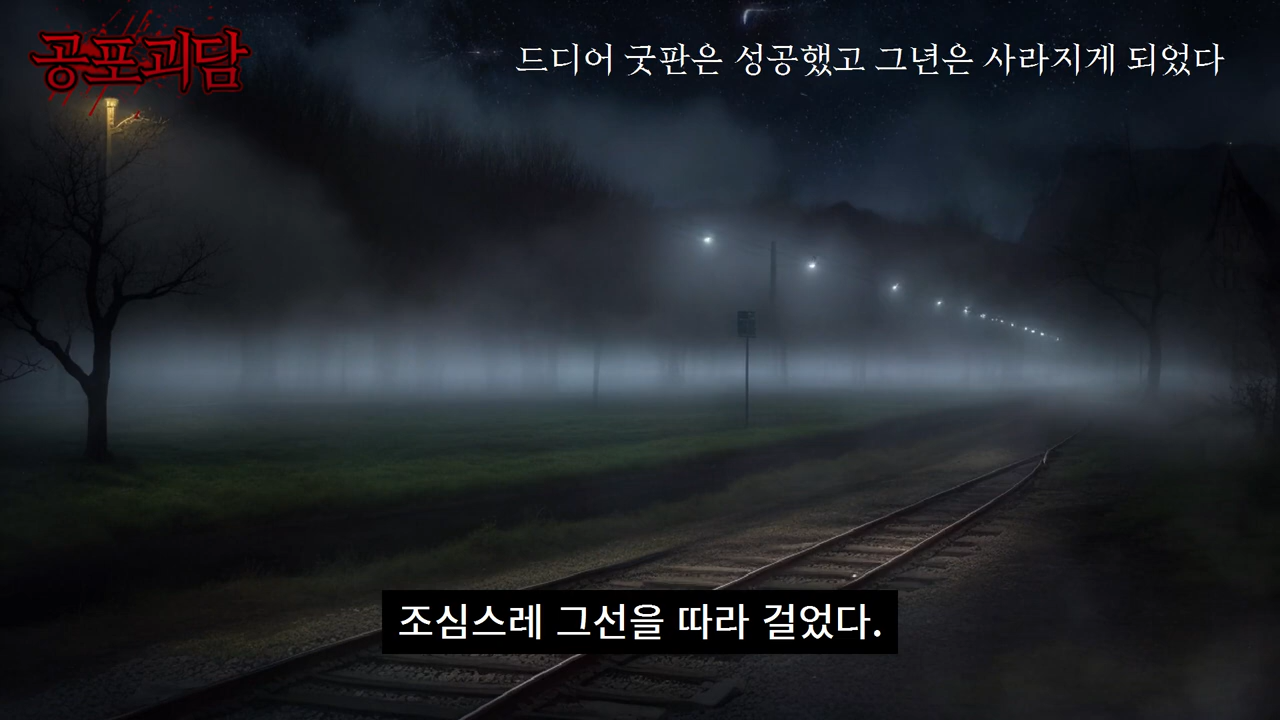 공포괴담
드디어 굿판은 성공했고 그년은 사라지게 되었다
조심스레 그선을 따라 걸었다.